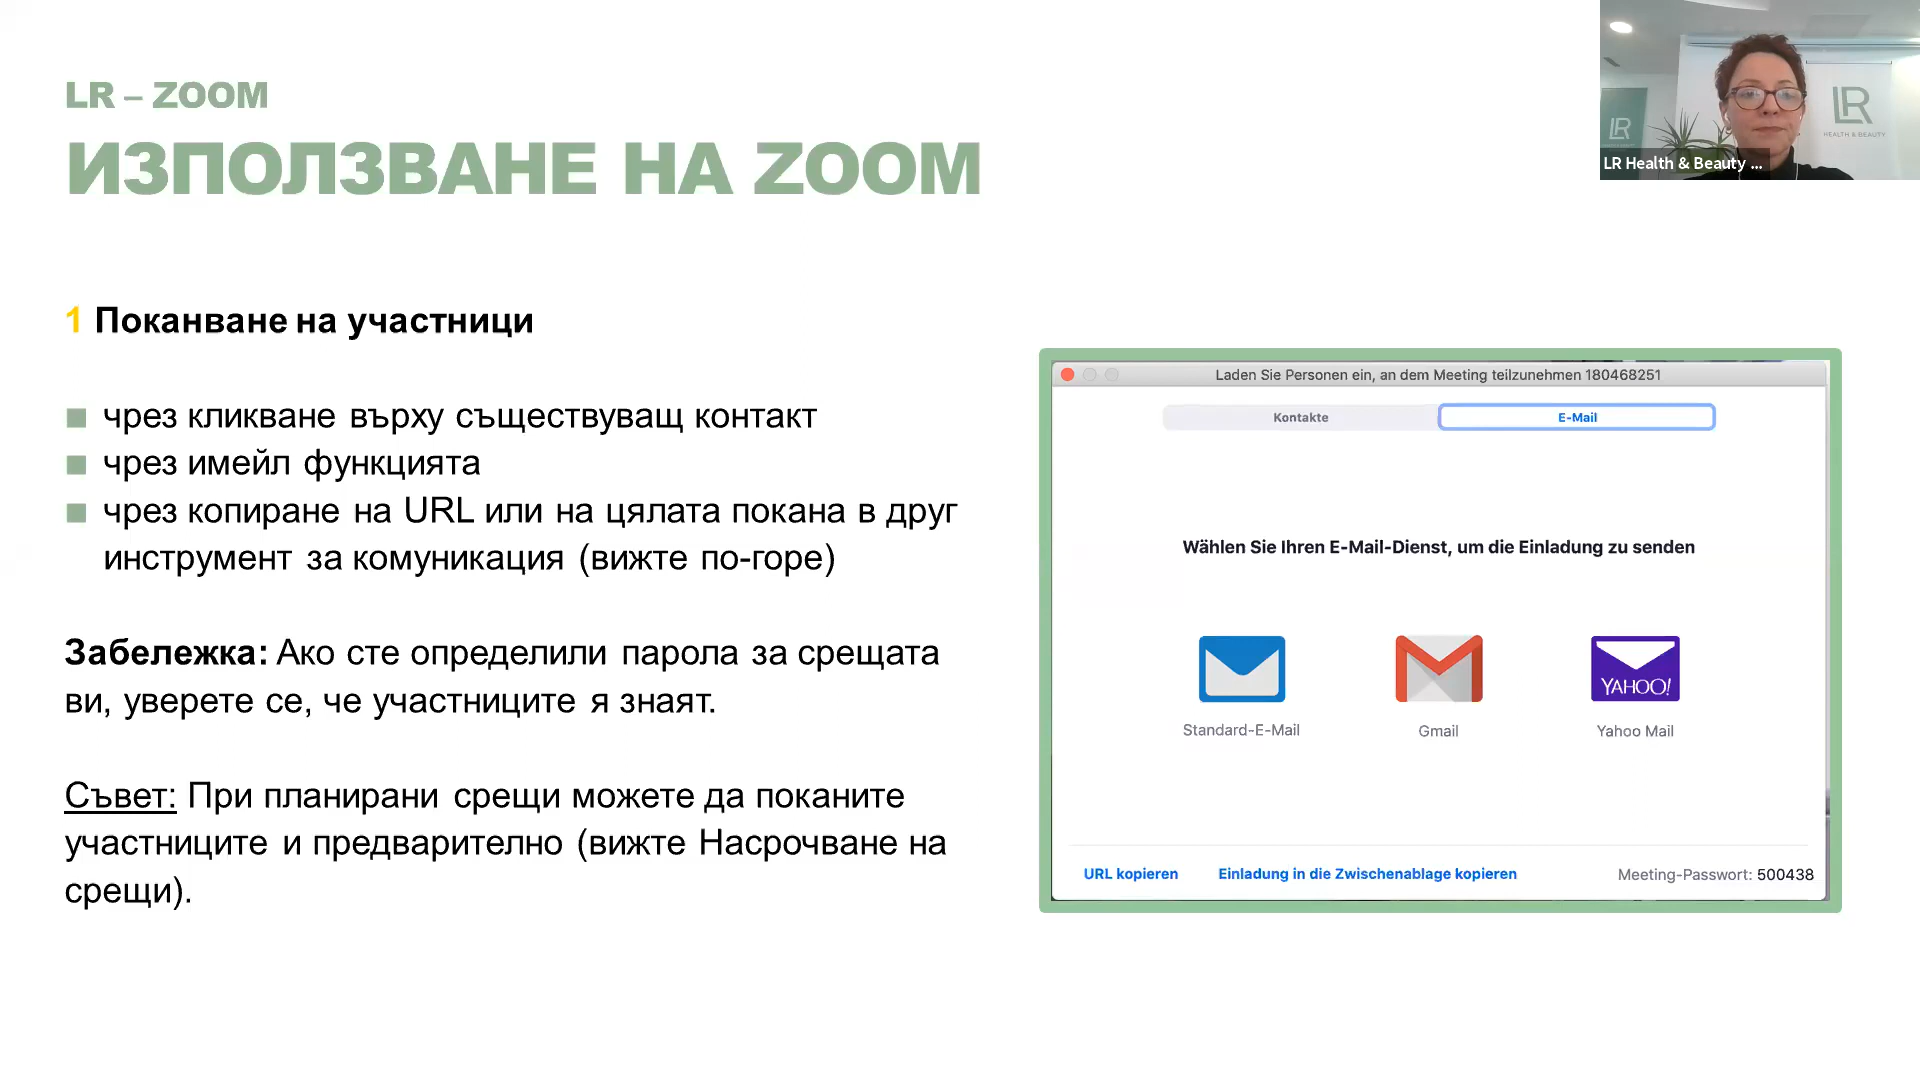 LR – ZOOM
ИЗПОЛЗВАНЕ НА ZOOM
LR
LR
HEALTH & BEAUTY
LR Health & Beauty ...
1 Поканване на участници
чрез кликване върху съществуващ контакт
чрез имейл функцията
чрез копиране на URL или на цялата покана в друг
инструмент за комуникация (вижте по-горе)
Забележка: Ако сте определили парола за срещата
ви, уверете се, че участниците я знаят.
Съвет: При планирани срещи можете да поканите
участниците и предварително (вижте Насрочване на
срещи).
Laden Sie Personen ein, an dem Meeting teilzunehmen 180468251
Kontakte E-Mail
Wählen Sie Ihren E-Mail-Dienst, um die Einladung zu senden
YAHOO!
Standard-E-Mail Gmail Yahoo Mail
URL kopieren Einladung in die Zwischenablage kopieren Meeting-Passwort: 500438